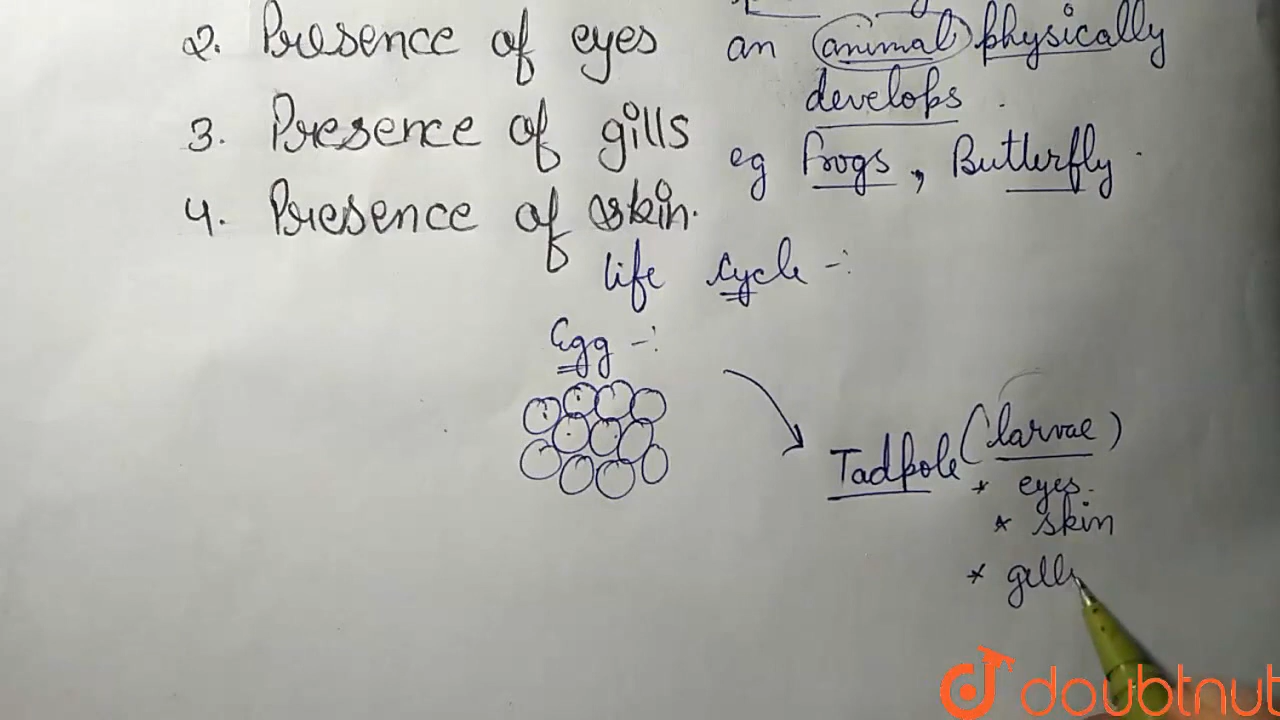 2. Presence of eyes
3. Presence of gills
4. Presence of skin.
an animal physically
develops.
eg frogs, Butterfly.
life cycle -:
Egg -:
Tadpole (larvae)
* eyes.
* skin
* gills
doubtnut